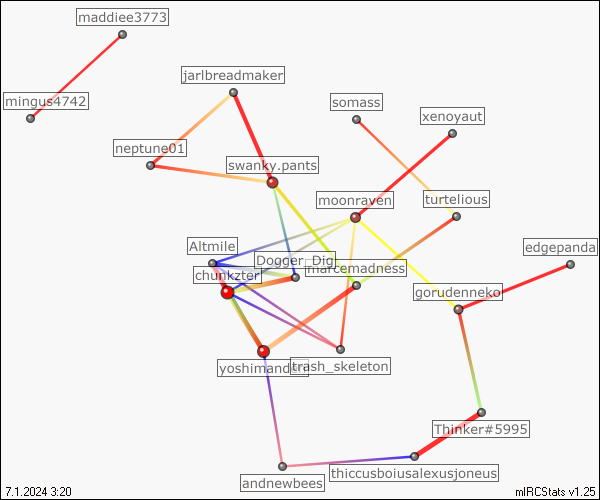 maddiee3773
jarlbreadmaker
mingus4742
somass
xenoyaut
neptune01
swanky.pants
moonraven
turtelious
Altmile
edgepanda
Dogger_Dig
marcemadness
chunkzter
gorudenneko
trash_skeleton
Thinker#5995
thiccusboiusalexusjoneus
andnewbees
7.1.2024 3:20
mIRCStats v1.25